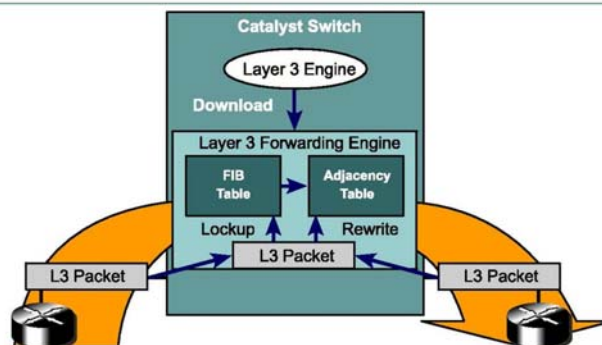 Catalyst Switch
Layer 3 Engine
Download
Layer 3 Forwarding Engine
FIB
Table
Adjacency
Table
Lockup
Rewrite
L3 Packet
L3 Packet
L3 Packet